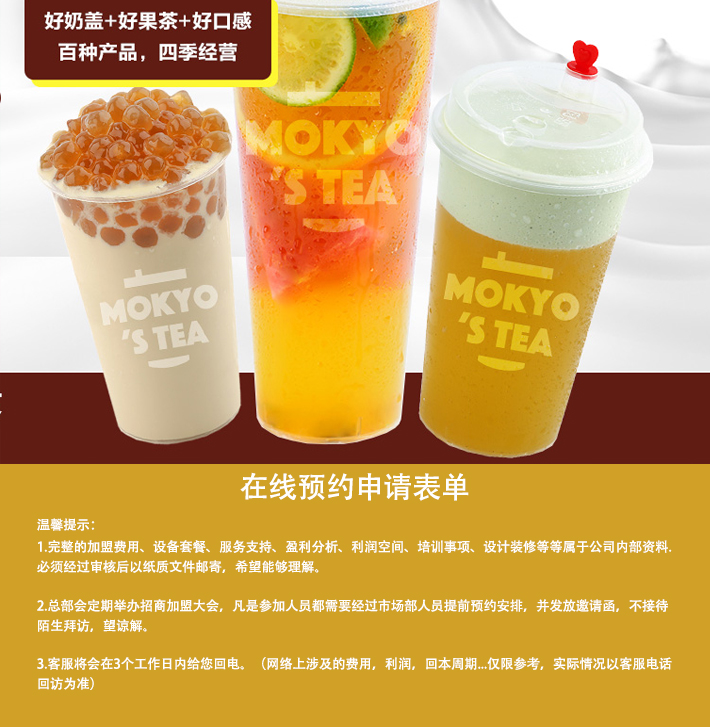 好奶盖+好果茶+好口感
百种产品，四季经营
MOKYO
'S TEA
MOKYO
'S TEA
MOKYO
'S TEA
在线预约申请表单
温馨提示：
1.完整的加盟费用、设备套餐、服务支持、盈利分析、利润空间、培训事项、设计装修等等属于公司内部资料.
必须经过审核后以纸质文件邮寄，希望能够理解。
2.总部会定期举办招商加盟大会，凡是参加人员都需要经过市场部人员提前预约安排，并发放邀请函，不接待
陌生拜访，望谅解。
3.客服将会在3个工作日内给您回电。（网络上涉及的费用，利润，回本周期...仅限参考，实际情况以客服电话
回访为准）